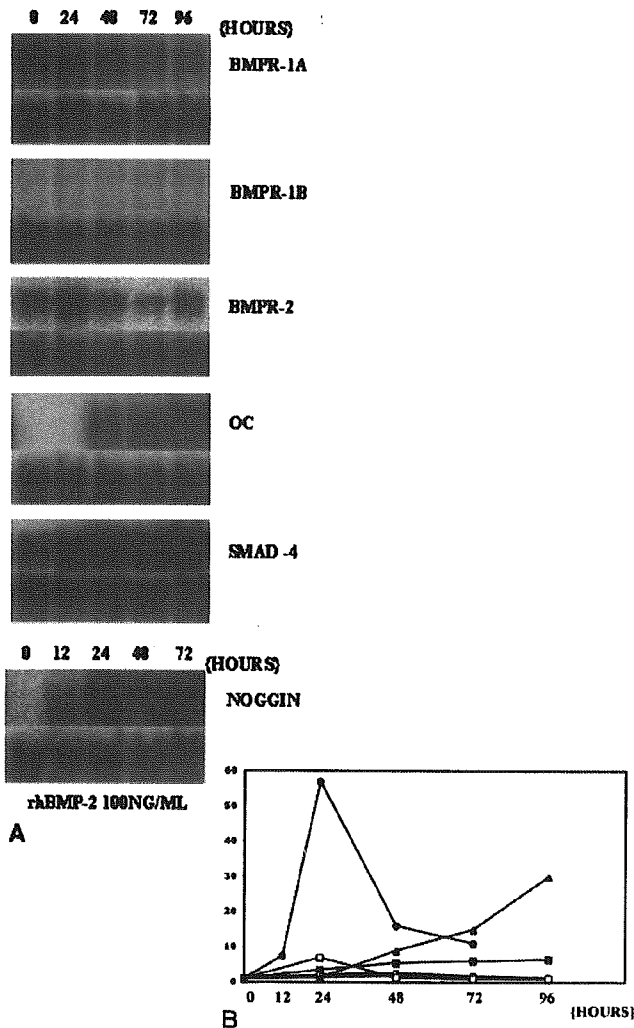 0 24 48 72 96 {HOURS}
BMPR-1A
BMPR-1B
BMPR-2
OC
SMAD -4
0 12 24 48 72 {HOURS}
NOGGIN
rhBMP-2 100NG/ML
A
60
50
40
30
20
10
0
0 12 24 48 72 96
{HOURS}
B